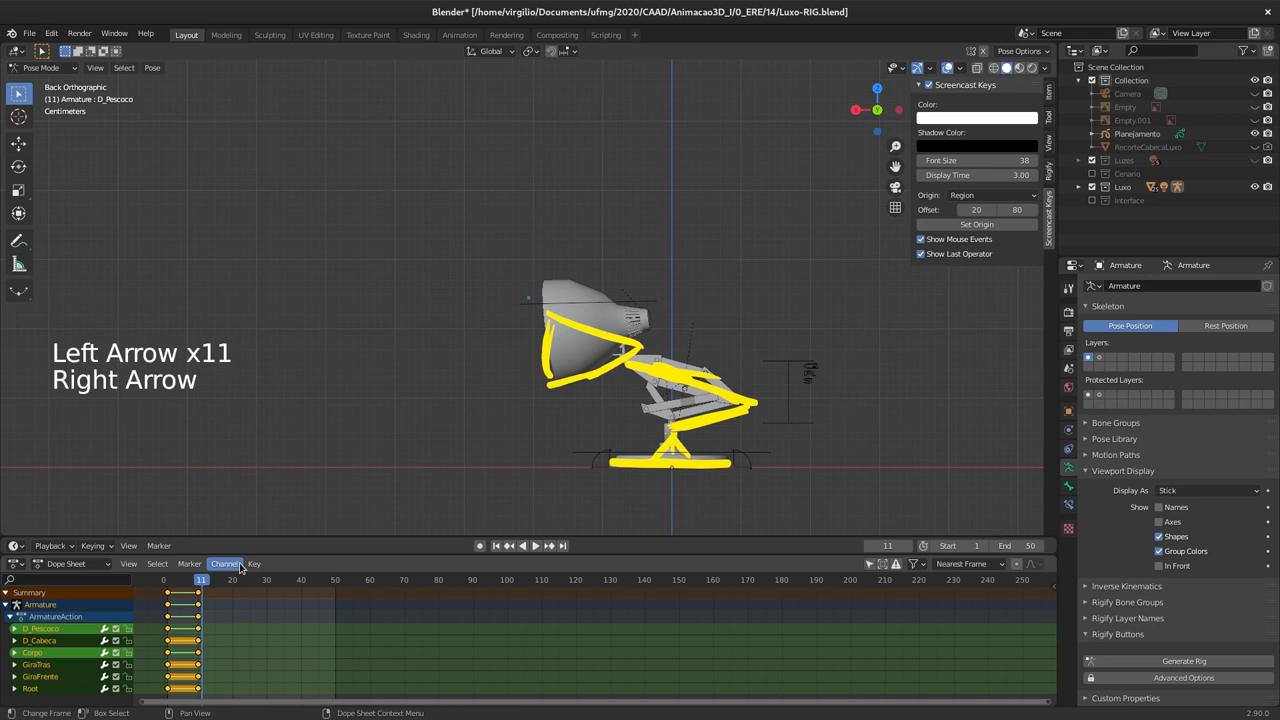 Blender* [/home/virgilio/Documents/ufmg/2020/CAAD/Animacao3D_I/0_ERE/14/Luxo-RIG.blend]
File Edit Render Window Help Layout Modeling Sculpting UV Editing Texture Paint Shading Animation Rendering Compositing Scripting + Scene View Layer
Global Pose Options
Pose Mode View Select Pose
Back Orthographic
(11) Armature : D_Pescoco
Centimeters
Z
X
Y
Screencast Keys
Color:
Shadow Color:
Font Size 38
Display Time 3.00
Origin: Region
Offset: 20 80
Set Origin
Show Mouse Events
Show Last Operator
Item
Tool
View
Rigify
Screencast Keys
Scene Collection
Collection
Camera
Empty
Empty.001
Planejamento
RecorteCabecaLuxo
Luzes
Cenario
Luxo
Interface
Armature Armature
Armature
Skeleton
Pose Position Rest Position
Layers:
Protected Layers:
Bone Groups
Pose Library
Motion Paths
Viewport Display
Display As Stick
Show Names
Axes
Shapes
Group Colors
In Front
Inverse Kinematics
Rigify Bone Groups
Rigify Layer Names
Rigify Buttons
Generate Rig
Advanced Options
Custom Properties
Left Arrow x11
Right Arrow
Playback Keying View Marker 11 Start 1 End 50
Dope Sheet View Select Marker Channel Key Nearest Frame
0 11 20 30 40 50 60 70 80 90 100 110 120 130 140 150 160 170 180 190 200 210 220 230 240 250
Summary
Armature
ArmatureAction
D_Pescoco
D_Cabeca
Corpo
GiraTras
GiraFrente
Root
Change Frame Box Select Pan View Dope Sheet Context Menu 2.90.0